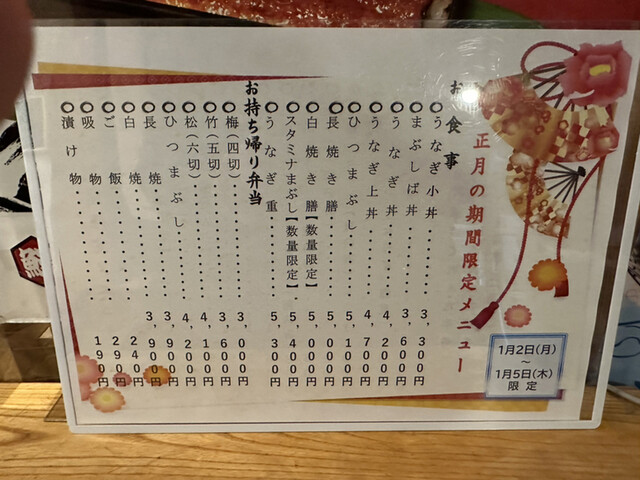 正月の期間限定メニュー
1月2日(月)
~
1月5日(木)
限定
お食事
うなぎ小丼‥‥‥‥3,300円
まぶしば丼‥‥‥‥3,600円
うなぎ丼‥‥‥‥4,200円
うなぎ上丼‥‥‥‥4,700円
ひつまぶし‥‥‥‥5,100円
長焼き膳‥‥‥‥5,000円
白焼き膳【数量限定】5,000円
スタミナまぶし【数量限定】5,400円
うなぎ重‥‥‥‥5,300円
お持ち帰り弁当
梅(四切)‥‥‥‥3,000円
竹(五切)‥‥‥‥3,600円
松(六切)‥‥‥‥4,100円
ひつまぶし‥‥‥‥4,200円
長焼‥‥‥‥3,900円
白焼‥‥‥‥3,900円
ご飯‥‥‥‥240円
吸物‥‥‥‥290円
漬け物‥‥‥‥190円